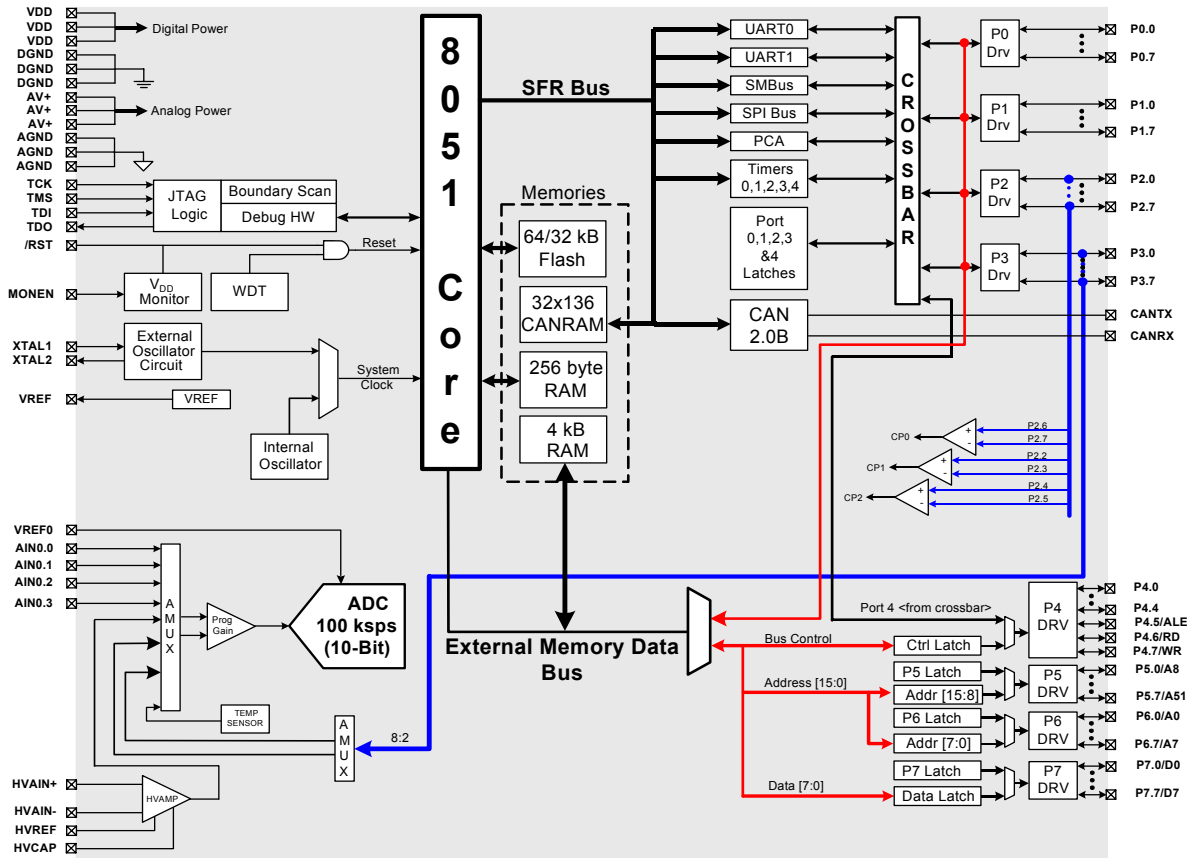 VDD
VDD
VDD
DGND
DGND
DGND
AV+
AV+
AV+
AGND
AGND
AGND
Digital Power
Analog Power
TCK
TMS
TDI
TDO
/RST
MONEN
XTAL1
XTAL2
VREF
JTAG
Logic
Boundary Scan
Debug HW
Reset
VDD
Monitor
WDT
External
Oscillator
Circuit
VREF
System
Clock
Internal
Oscillator
8
0
5
1
C
o
r
e
SFR Bus
Memories
64/32 kB
Flash
32x136
CANRAM
256 byte
RAM
4 kB
RAM
UART0
UART1
SMBus
SPI Bus
PCA
Timers
0,1,2,3,4
Port
0,1,2,3
&4
Latches
CAN
2.0B
C
R
O
S
S
B
A
R
P0
Drv
P1
Drv
P2
Drv
P3
Drv
P0.0
P0.7
P1.0
P1.7
P2.0
P2.7
P3.0
P3.7
CANTX
CANRX
CP0
+
-
P2.6
P2.7
CP1
+
-
P2.2
P2.3
CP2
+
-
P2.4
P2.5
VREF0
AIN0.0
AIN0.1
AIN0.2
AIN0.3
A
M
U
X
Prog
Gain
ADC
100 ksps
(10-Bit)
TEMP
SENSOR
A
M
U
X
8:2
HVAIN+
HVAIN-
HVREF
HVCAP
HVAMP
External Memory Data
Bus
Port 4 <from crossbar>
Bus Control
Ctrl Latch
Address [15:0]
P5 Latch
Addr [15:8]
P6 Latch
Addr [7:0]
Data [7:0]
P7 Latch
Data Latch
P4
DRV
P5
DRV
P6
DRV
P7
DRV
P4.0
P4.4
P4.5/ALE
P4.6/RD
P4.7/WR
P5.0/A8
P5.7/A51
P6.0/A0
P6.7/A7
P7.0/D0
P7.7/D7